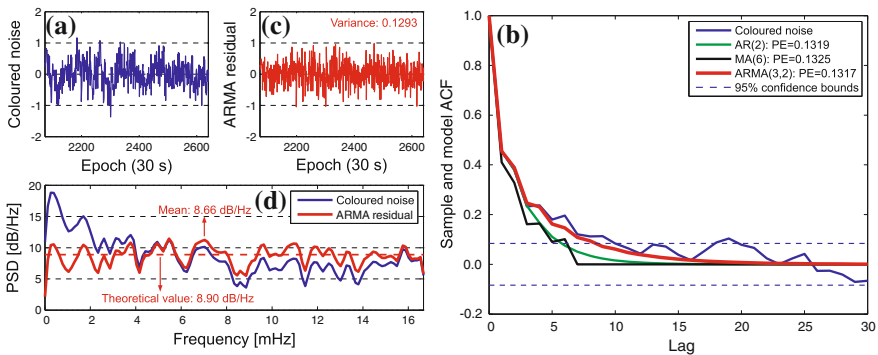 (a)
Coloured noise
2
1
0
-1
-2
2200
2400
2600
Epoch (30 s)
(c)
Variance: 0.1293
ARMA residual
2
1
0
-1
-2
2200
2400
2600
Epoch (30 s)
(d)
PSD [dB/Hz]
20
15
10
5
0
Mean: 8.66 dB/Hz
Theoretical value: 8.90 dB/Hz
Coloured noise
ARMA residual
0
2
4
6
8
10
12
14
16
Frequency [mHz]
(b)
Sample and model ACF
1.0
0.8
0.6
0.4
0.2
0
-0.2
Coloured noise
AR(2): PE=0.1319
MA(6): PE=0.1325
ARMA(3,2): PE=0.1317
95% confidence bounds
0
5
10
15
20
25
30
Lag